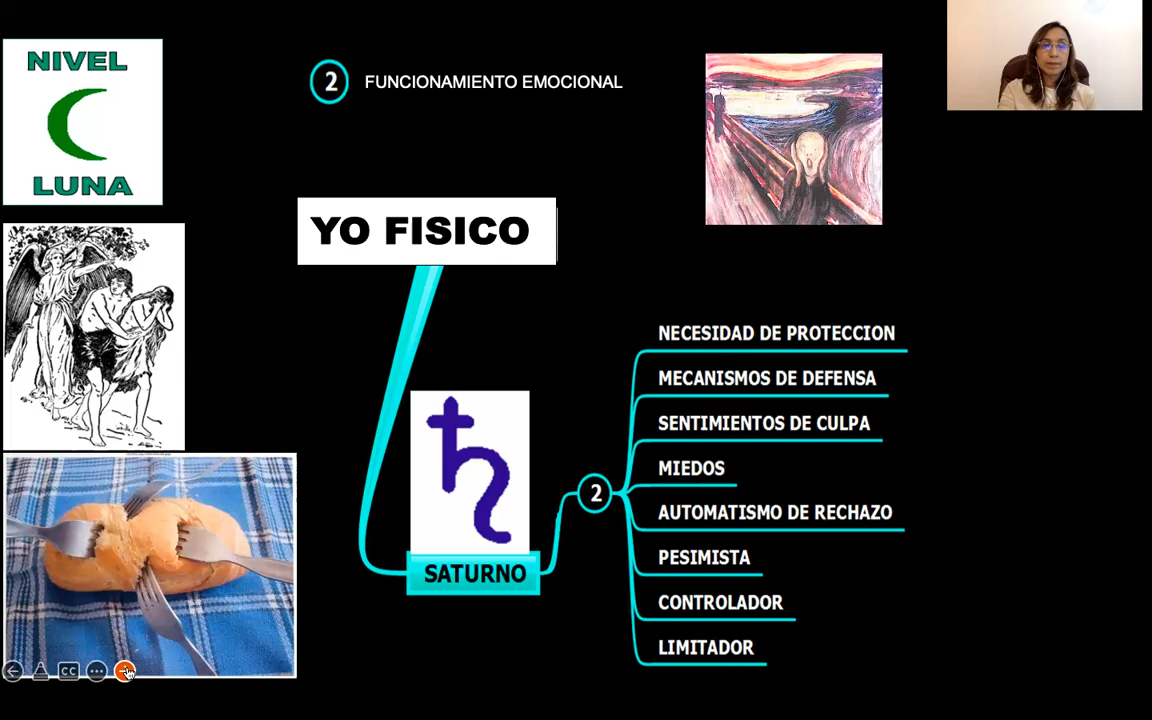 NIVEL
LUNA
2 FUNCIONAMIENTO EMOCIONAL
YO FISICO
SATURNO
2
NECESIDAD DE PROTECCION
MECANISMOS DE DEFENSA
SENTIMIENTOS DE CULPA
MIEDOS
AUTOMATISMO DE RECHAZO
PESIMISTA
CONTROLADOR
LIMITADOR
CC